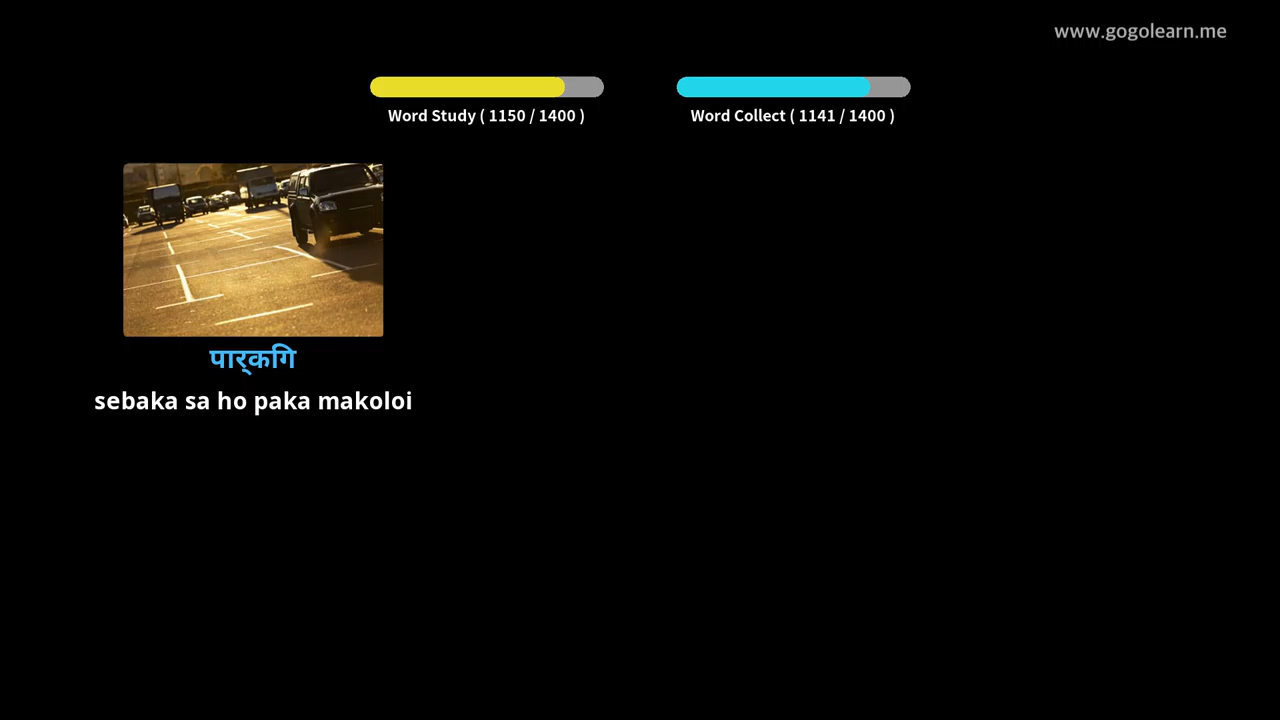 www.gogolearn.me
Word Study ( 1150 / 1400 )
Word Collect ( 1141 / 1400 )
पार्कगि
sebaka sa ho paka makoloi